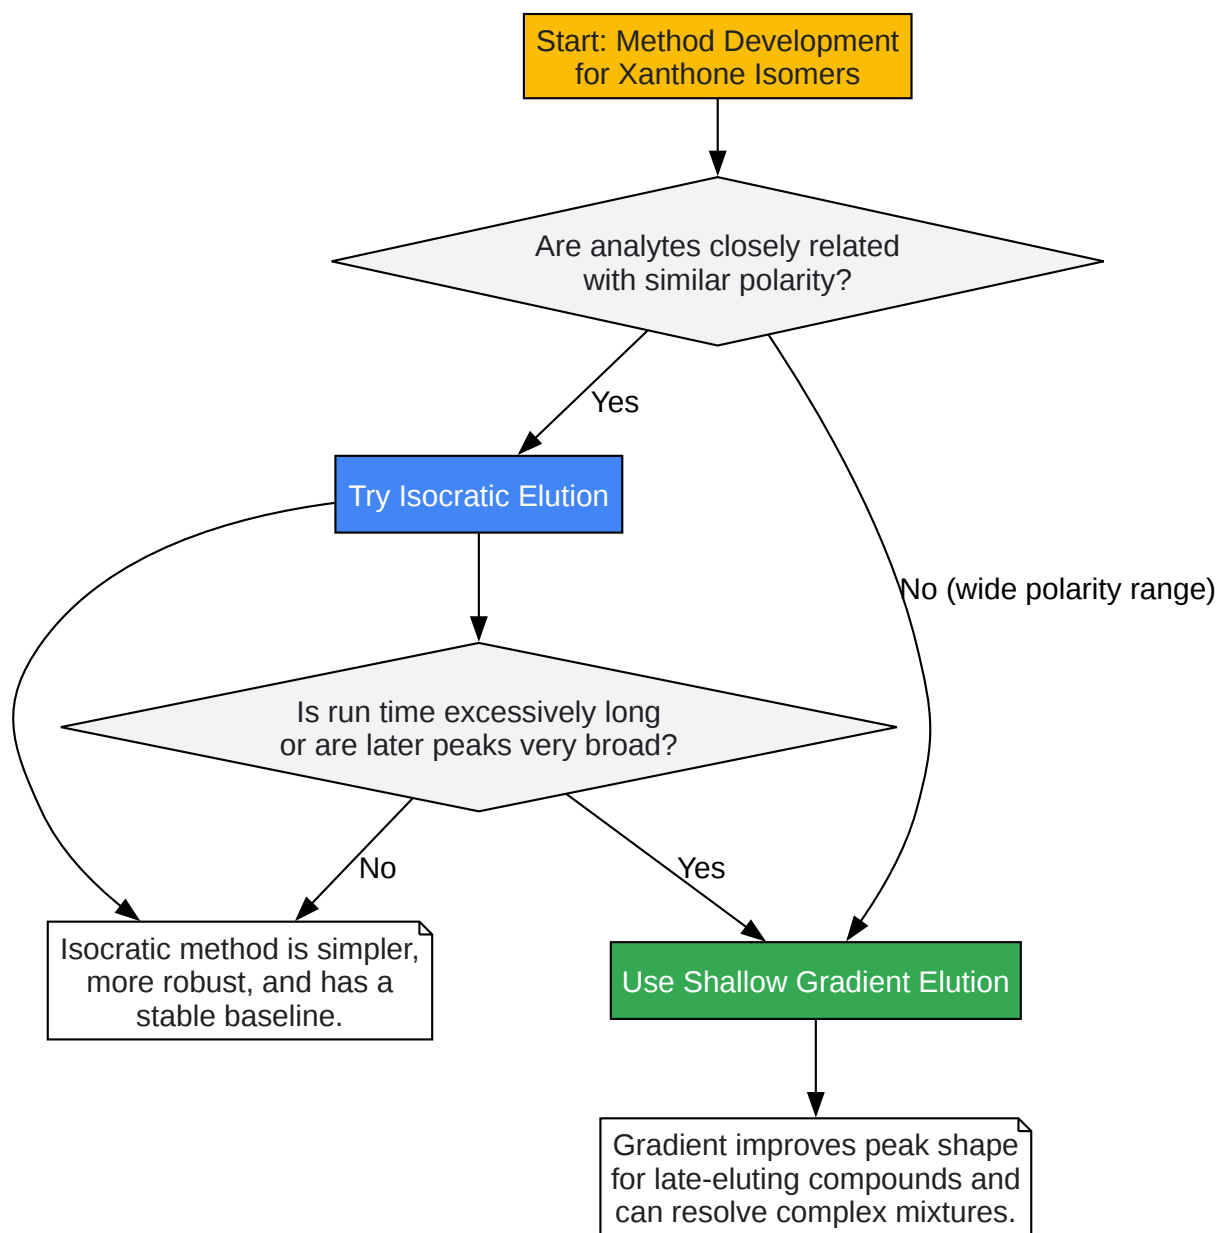 Start: Method Development
for Xanthone Isomers
Are analytes closely related
with similar polarity?
Yes
Try Isocratic Elution
No (wide polarity range)
Is run time excessively long
or are later peaks very broad?
No
Yes
Isocratic method is simpler,
more robust, and has a
stable baseline.
Use Shallow Gradient Elution
Gradient improves peak shape
for late-eluting compounds and
can resolve complex mixtures.